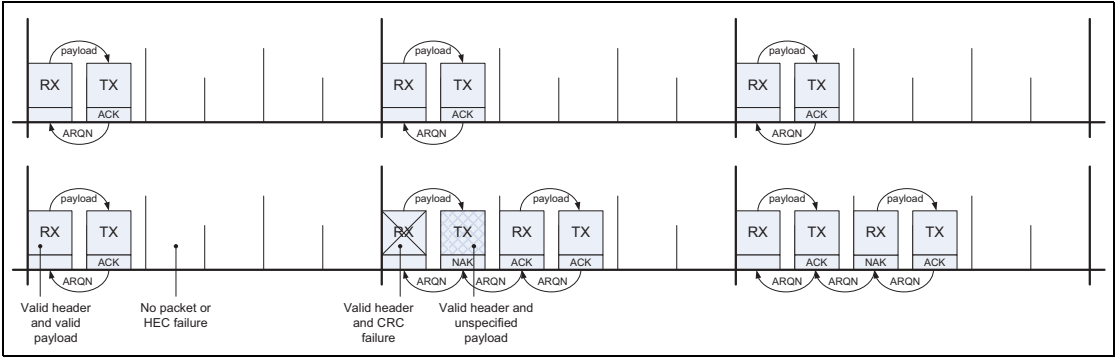 payload payload payload
RX TX RX TX RX TX
ACK ACK ACK
ARQN ARQN ARQN
payload payload payload payload payload
RX TX RX TX RX TX RX TX RX TX
ACK NAK ACK ACK ACK NAK ACK
ARQN ARQN ARQN ARQN ARQN ARQN ARQN
Valid header No packet or Valid header Valid header and
and valid HEC failure and CRC unspecified
payload failure payload